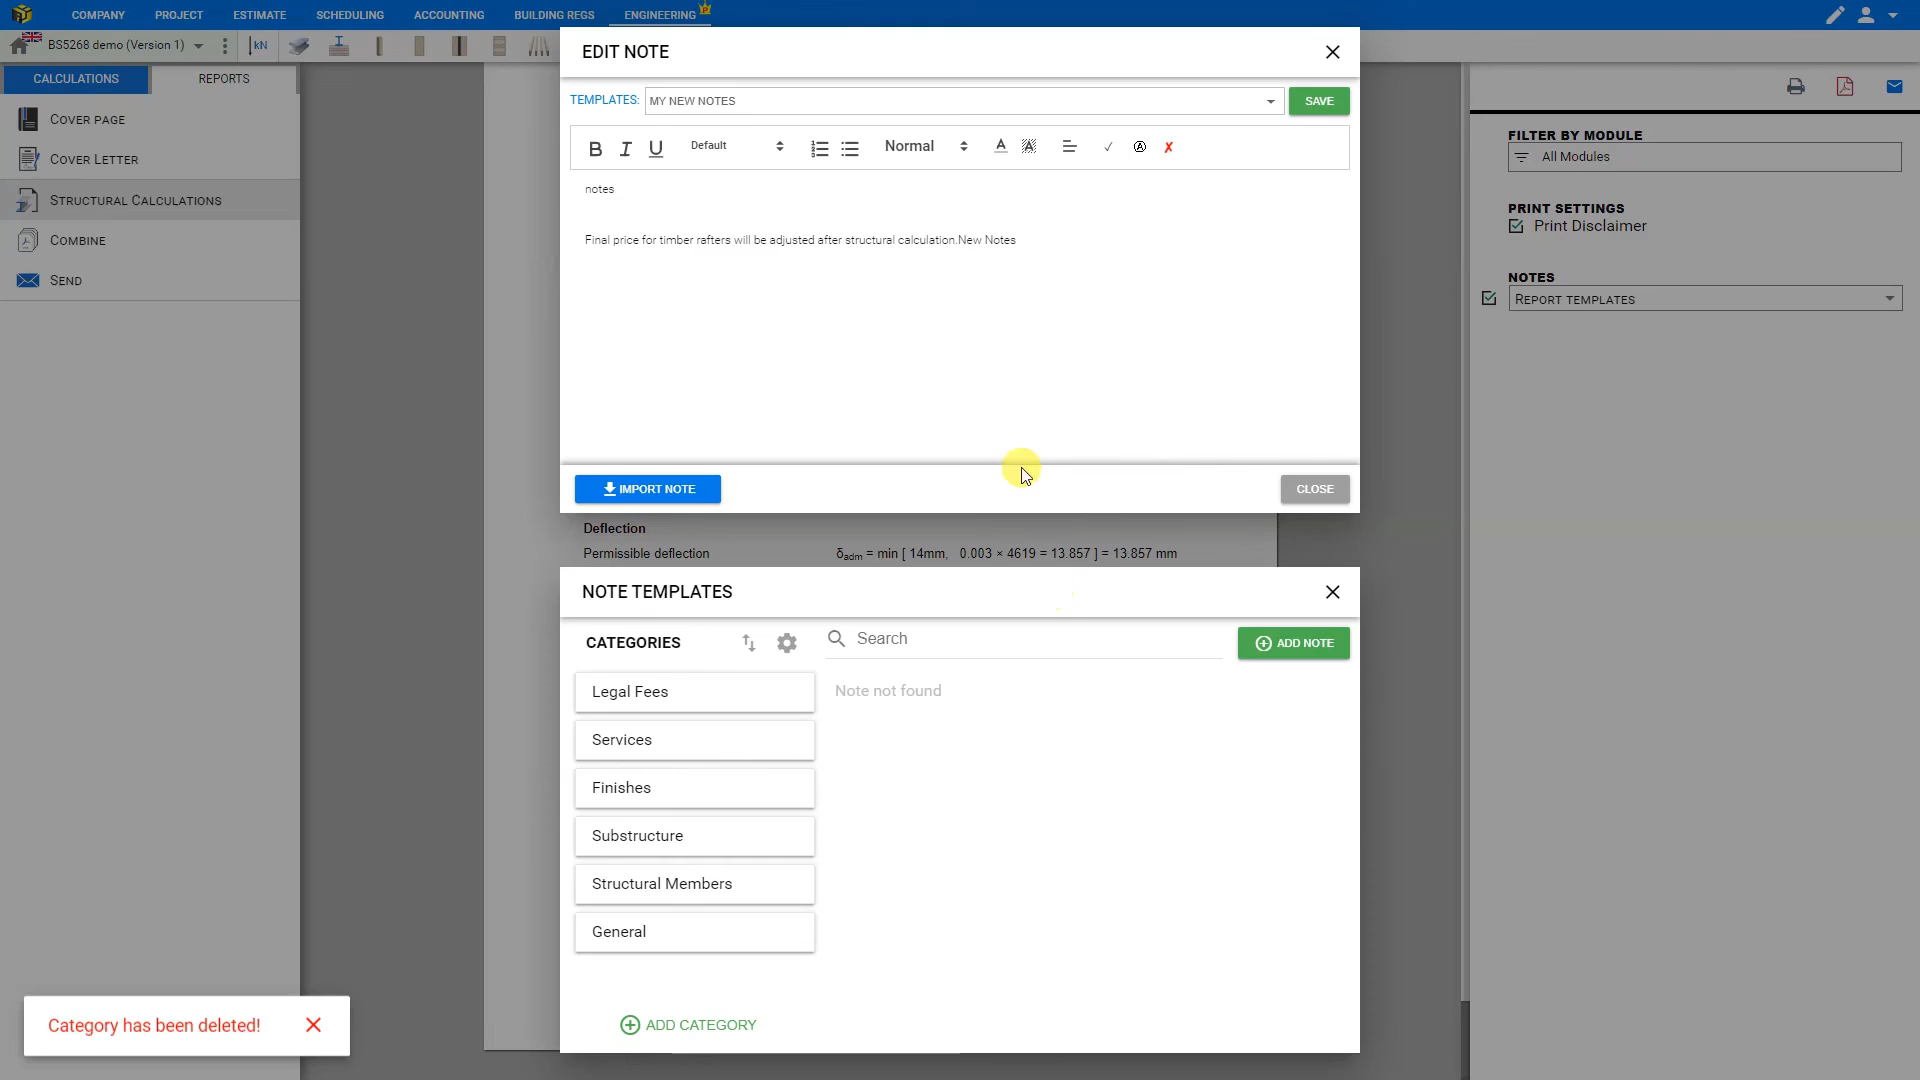 COMPANY PROJECT ESTIMATE SCHEDULING ACCOUNTING BUILDING REGS ENGINEERING
BS5268 demo (Version 1) kN
CALCULATIONS REPORTS
COVER PAGE
COVER LETTER
STRUCTURAL CALCULATIONS
COMBINE
SEND
EDIT NOTE
TEMPLATES: MY NEW NOTES SAVE
B I U Default Normal A
notes
Final price for timber rafters will be adjusted after structural calculation.New Notes
IMPORT NOTE CLOSE
Deflection
Permissible deflection δadm = min [ 14mm, 0.003 × 4619 = 13.857 ] = 13.857 mm
NOTE TEMPLATES
CATEGORIES Search ADD NOTE
Note not found
Legal Fees
Services
Finishes
Substructure
Structural Members
General
ADD CATEGORY
FILTER BY MODULE
All Modules
PRINT SETTINGS
Print Disclaimer
NOTES
REPORT TEMPLATES
Category has been deleted!